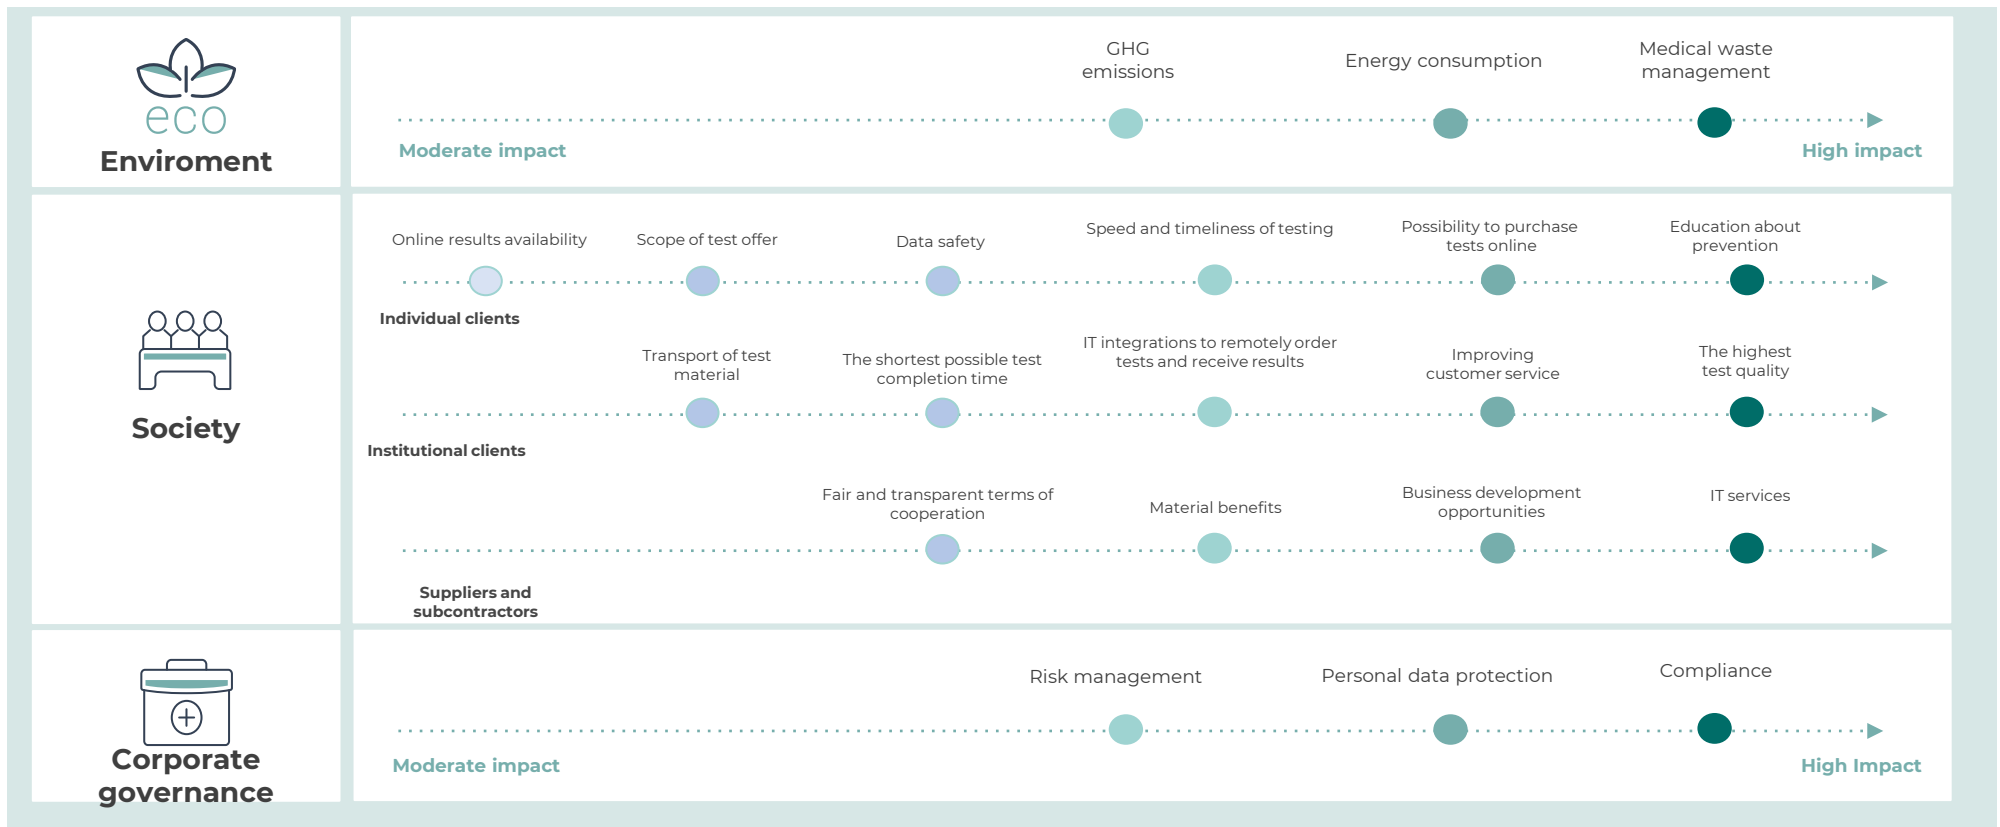 eco
Enviroment
GHG
emissions
Energy consumption
Medical waste
management
Moderate impact
High impact
Society
Online results availability
Scope of test offer
Data safety
Speed and timeliness of testing
Possibility to purchase
tests online
Education about
prevention
Individual clients
Transport of test
material
The shortest possible test
completion time
IT integrations to remotely order
tests and receive results
Improving
customer service
The highest
test quality
Institutional clients
Fair and transparent terms of
cooperation
Material benefits
Business development
opportunities
IT services
Suppliers and
subcontractors
Corporate
governance
Risk management
Personal data protection
Compliance
Moderate impact
High Impact